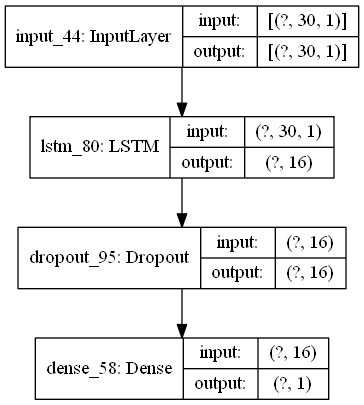 input_44: InputLayer
input: [(?, 30, 1)]
output: [(?, 30, 1)]
lstm_80: LSTM
input: (?, 30, 1)
output: (?, 16)
dropout_95: Dropout
input: (?, 16)
output: (?, 16)
dense_58: Dense
input: (?, 16)
output: (?, 1)